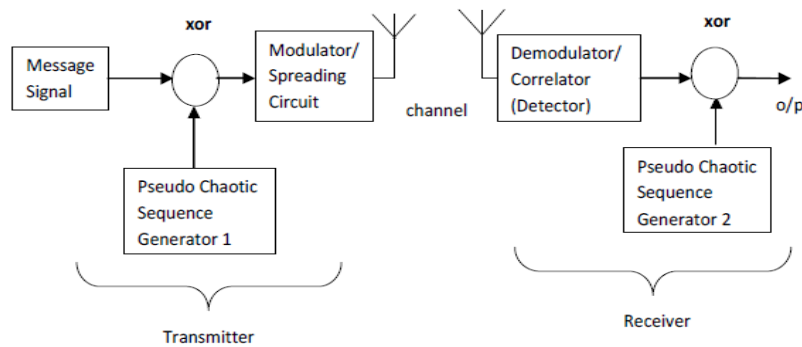 xor
Message
Signal
Modulator/
Spreading
Circuit
Pseudo Chaotic
Sequence
Generator 1
Transmitter
channel
Demodulator/
Correlator
(Detector)
xor
o/p
Pseudo Chaotic
Sequence
Generator 2
Receiver